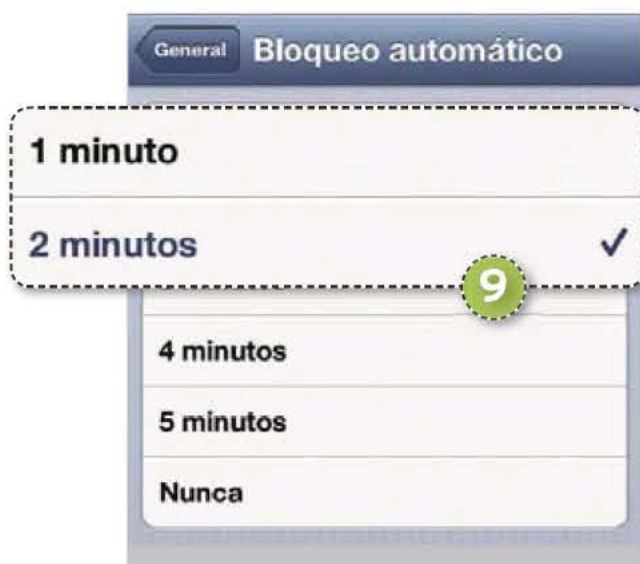 General
Bloqueo automático
1 minuto
2 minutos
9
4 minutos
5 minutos
Nunca